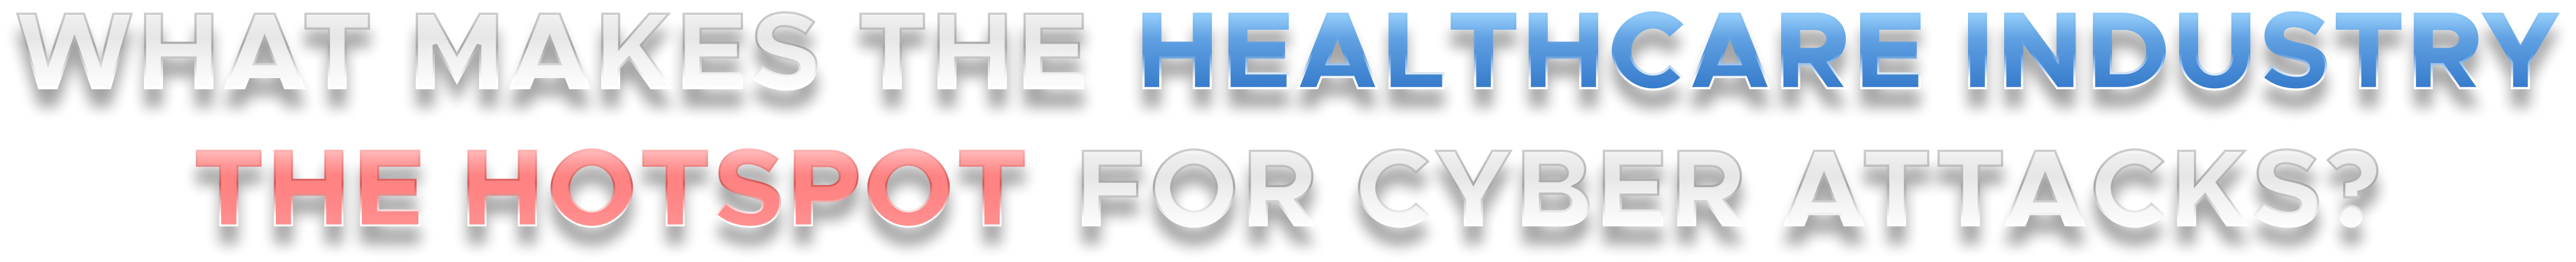 WHAT MAKES THE HEALTHCARE INDUSTRY
THE HOTSPOT FOR CYBER ATTACKS?